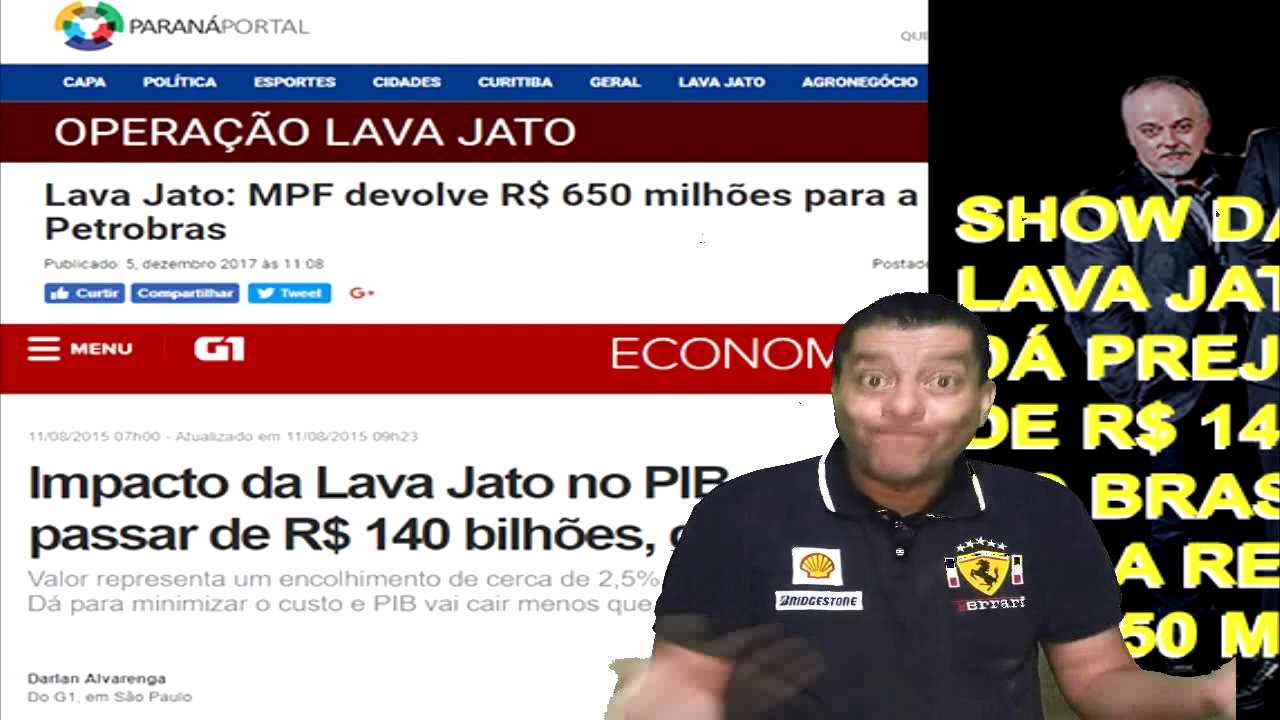 PARANÁPORTAL
CAPA POLÍTICA ESPORTES CIDADES CURITIBA GERAL LAVA JATO AGRONEGÓCIO
OPERAÇÃO LAVA JATO
Lava Jato: MPF devolve R$ 650 milhões para a
Petrobras
Publicado: 5, dezembro 2017 às 11:08
Curtir Compartilhar Tweet G+
MENU G1 ECONOM
11/08/2015 07h00 - Atualizado em 11/08/2015 09h23
Impacto da Lava Jato no PIB
passar de R$ 140 bilhões,
Valor representa um encolhimento de cerca de 2,5%
Dá para minimizar o custo e PIB vai cair menos que
Darlan Alvarenga
Do G1, em São Paulo
SHOW DA
LAVA JAT
DÁ PREJ
DE R$ 14
BRAS
A RE
50 M
BRIDGESTONE
Ferrari